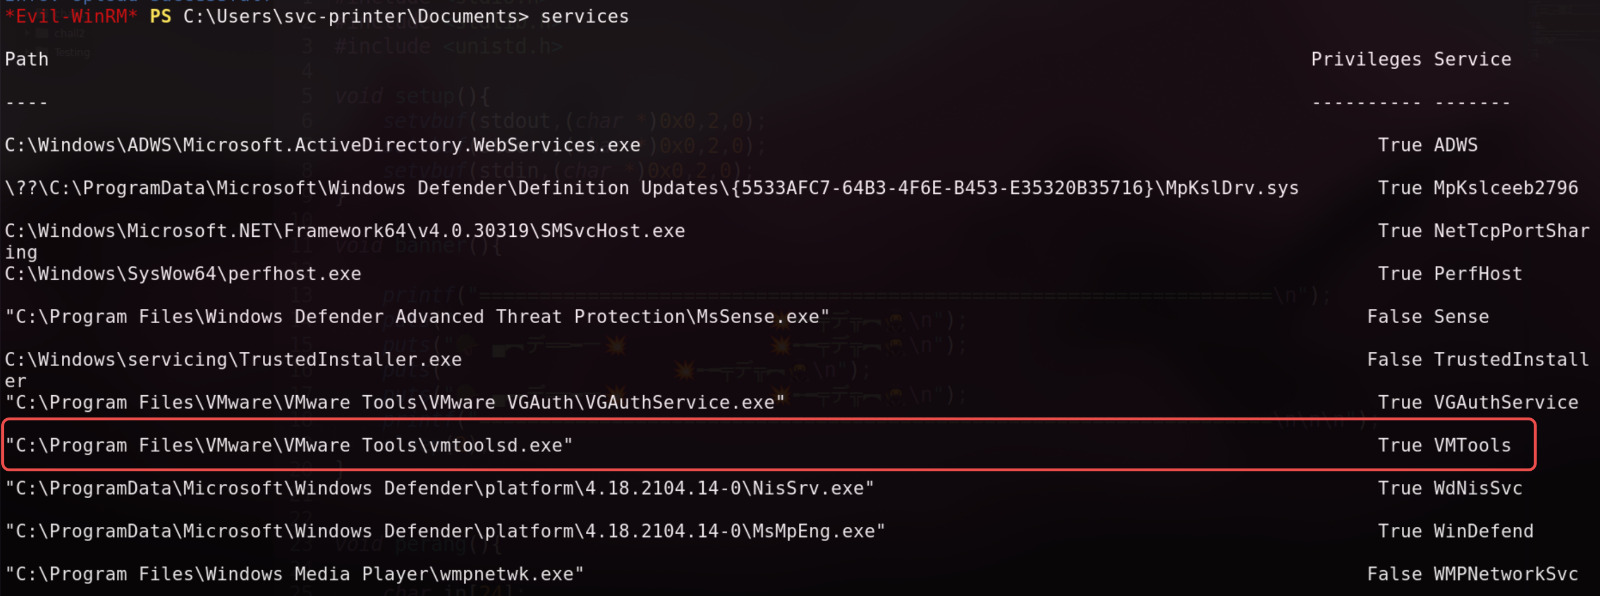 *Evil-WinRM* PS C:\Users\svc-printer\Documents> services
Path Privileges Service
---- ---------- -------
C:\Windows\ADWS\Microsoft.ActiveDirectory.WebServices.exe True ADWS
\??\C:\ProgramData\Microsoft\Windows Defender\Definition Updates\{5533AFC7-64B3-4F6E-B453-E35320B35716}\MpKslDrv.sys True MpKslceeb2796
C:\Windows\Microsoft.NET\Framework64\v4.0.30319\SMSvcHost.exe True NetTcpPortShar
ing
C:\Windows\SysWow64\perfhost.exe True PerfHost
"C:\Program Files\Windows Defender Advanced Threat Protection\MsSense.exe" False Sense
C:\Windows\servicing\TrustedInstaller.exe False TrustedInstall
er
"C:\Program Files\VMware\VMware Tools\VMware VGAuth\VGAuthService.exe" True VGAuthService
"C:\Program Files\VMware\VMware Tools\vmtoolsd.exe" True VMTools
"C:\ProgramData\Microsoft\Windows Defender\platform\4.18.2104.14-0\NisSrv.exe" True WdNisSvc
"C:\ProgramData\Microsoft\Windows Defender\platform\4.18.2104.14-0\MsMpEng.exe" True WinDefend
"C:\Program Files\Windows Media Player\wmpnetwk.exe" False WMPNetworkSvc